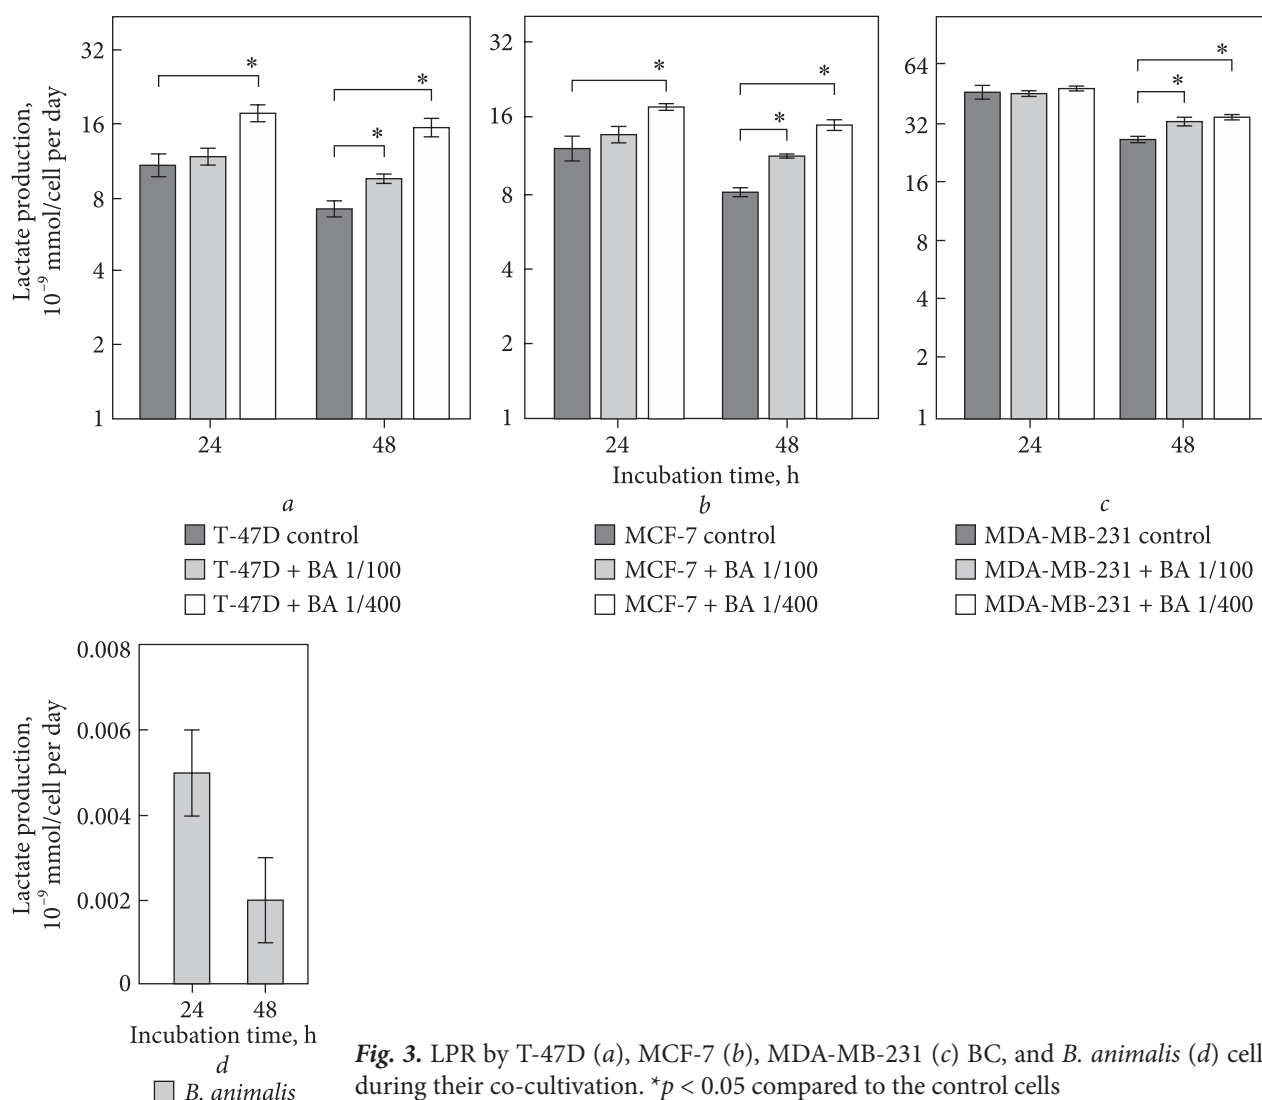 Lactate production,
10⁻⁹ mmol/cell per day
32
16
8
4
2
1
*
*
*
24
48
a
T-47D control
T-47D + BA 1/100
T-47D + BA 1/400
32
16
8
4
2
1
*
*
*
24
48
Incubation time, h
b
MCF-7 control
MCF-7 + BA 1/100
MCF-7 + BA 1/400
64
32
16
8
4
2
1
*
*
24
48
c
MDA-MB-231 control
MDA-MB-231 + BA 1/100
MDA-MB-231 + BA 1/400
Lactate production,
10⁻⁹ mmol/cell per day
0.008
0.006
0.004
0.002
0
24
48
Incubation time, h
d
B. animalis
Fig. 3. LPR by T-47D (a), MCF-7 (b), MDA-MB-231 (c) BC, and B. animalis (d) cell
during their co-cultivation. *p < 0.05 compared to the control cells